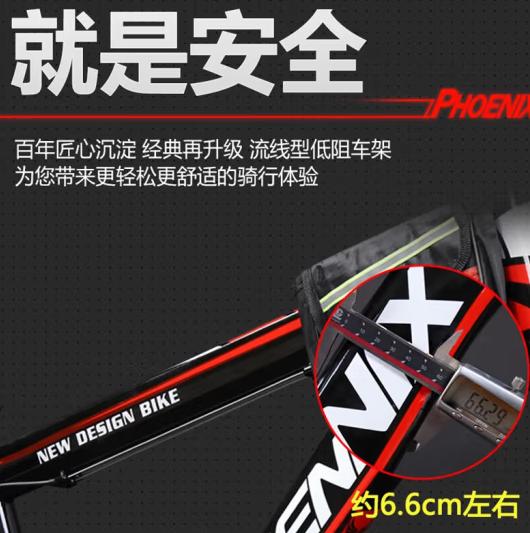 就是安全
PHOENIX
百年匠心沉淀 经典再升级 流线型低阻车架
为您带来更轻松更舒适的骑行体验
NEW DESIGN BIKE
ENNIX
66.29
约6.6cm左右